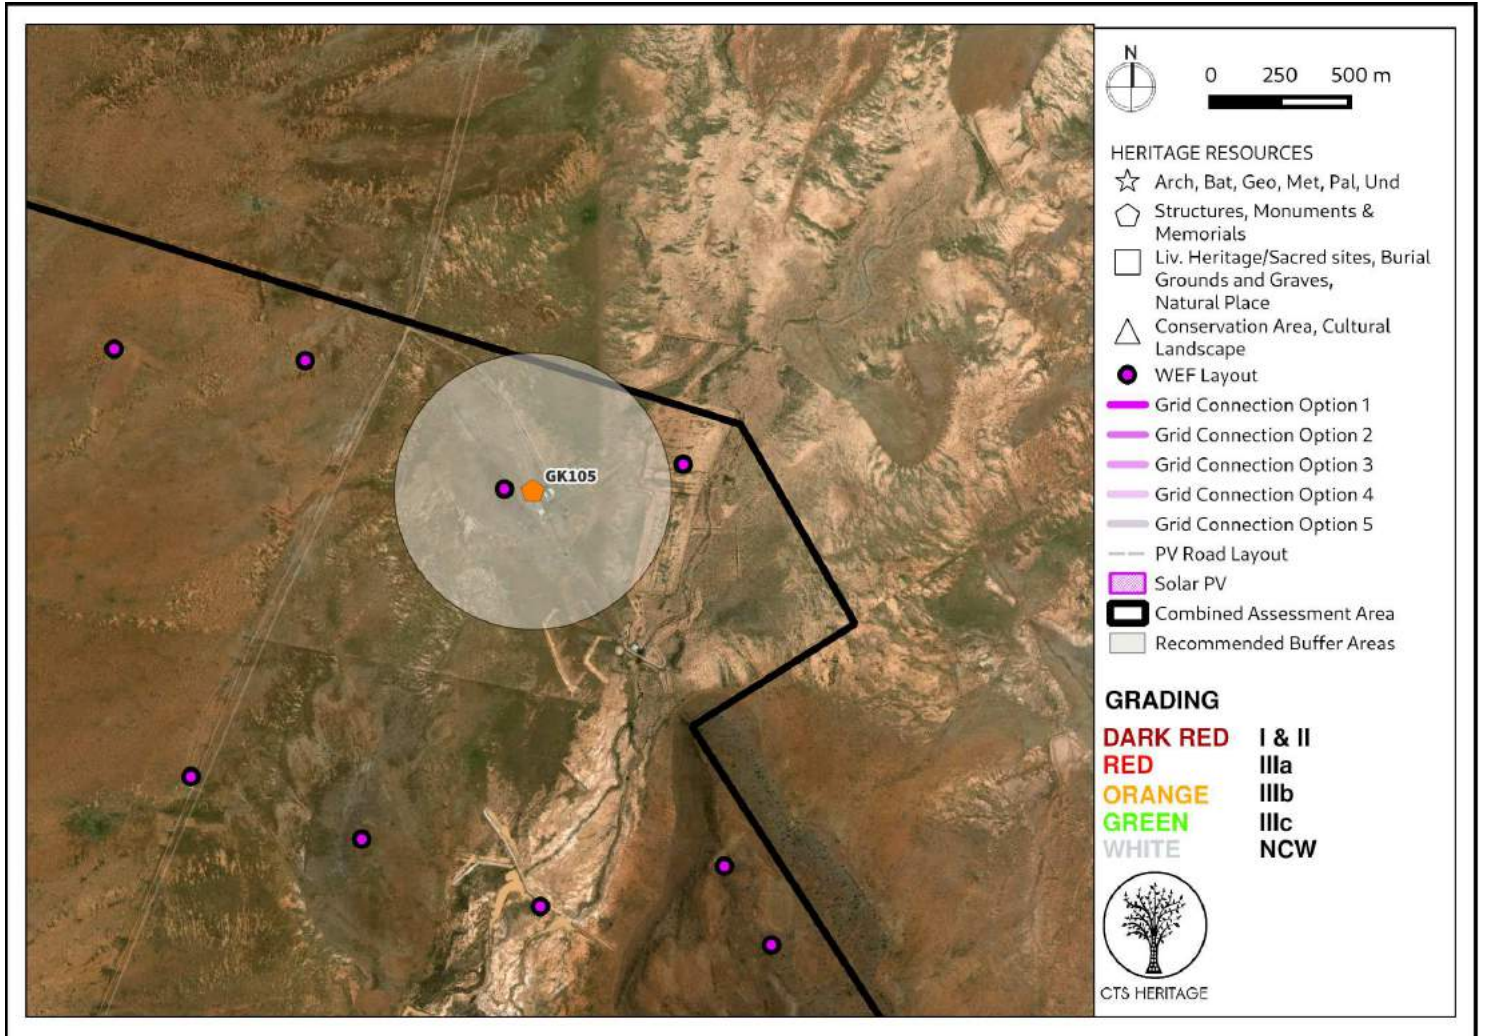 GK105
N
0 250 500 m
HERITAGE RESOURCES
Arch, Bat, Geo, Met, Pal, Und
Structures, Monuments &
Memorials
Liv. Heritage/Sacred sites, Burial
Grounds and Graves,
Natural Place
Conservation Area, Cultural
Landscape
WEF Layout
Grid Connection Option 1
Grid Connection Option 2
Grid Connection Option 3
Grid Connection Option 4
Grid Connection Option 5
PV Road Layout
Solar PV
Combined Assessment Area
Recommended Buffer Areas
GRADING
DARK RED I & II
RED IIIa
ORANGE IIIb
GREEN IIIc
WHITE NCW
CTS HERITAGE